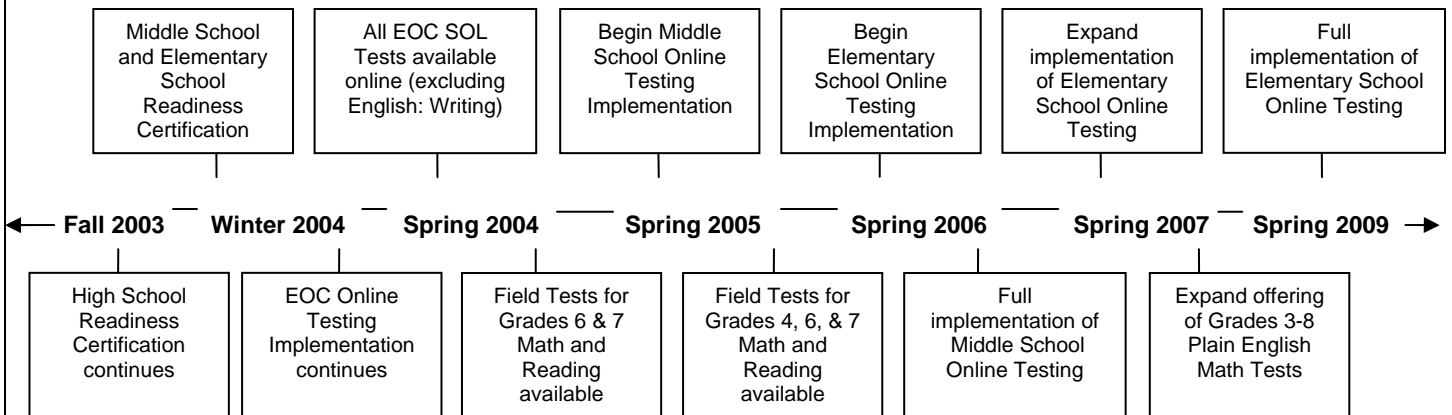 Middle School
and Elementary
School
Readiness
Certification
All EOC SOL
Tests available
online (excluding
English: Writing)
Begin Middle
School Online
Testing
Implementation
Begin
Elementary
School Online
Testing
Implementation
Expand
implementation
of Elementary
School Online
Testing
Full
implementation of
Elementary School
Online Testing
Fall 2003 Winter 2004 Spring 2004 Spring 2005 Spring 2006 Spring 2007 Spring 2009
High School
Readiness
Certification
continues
EOC Online
Testing
Implementation
continues
Field Tests for
Grades 6 & 7
Math and
Reading
available
Field Tests for
Grades 4, 6, & 7
Math and
Reading
available
Full
implementation of
Middle School
Online Testing
Expand offering
of Grades 3-8
Plain English
Math Tests